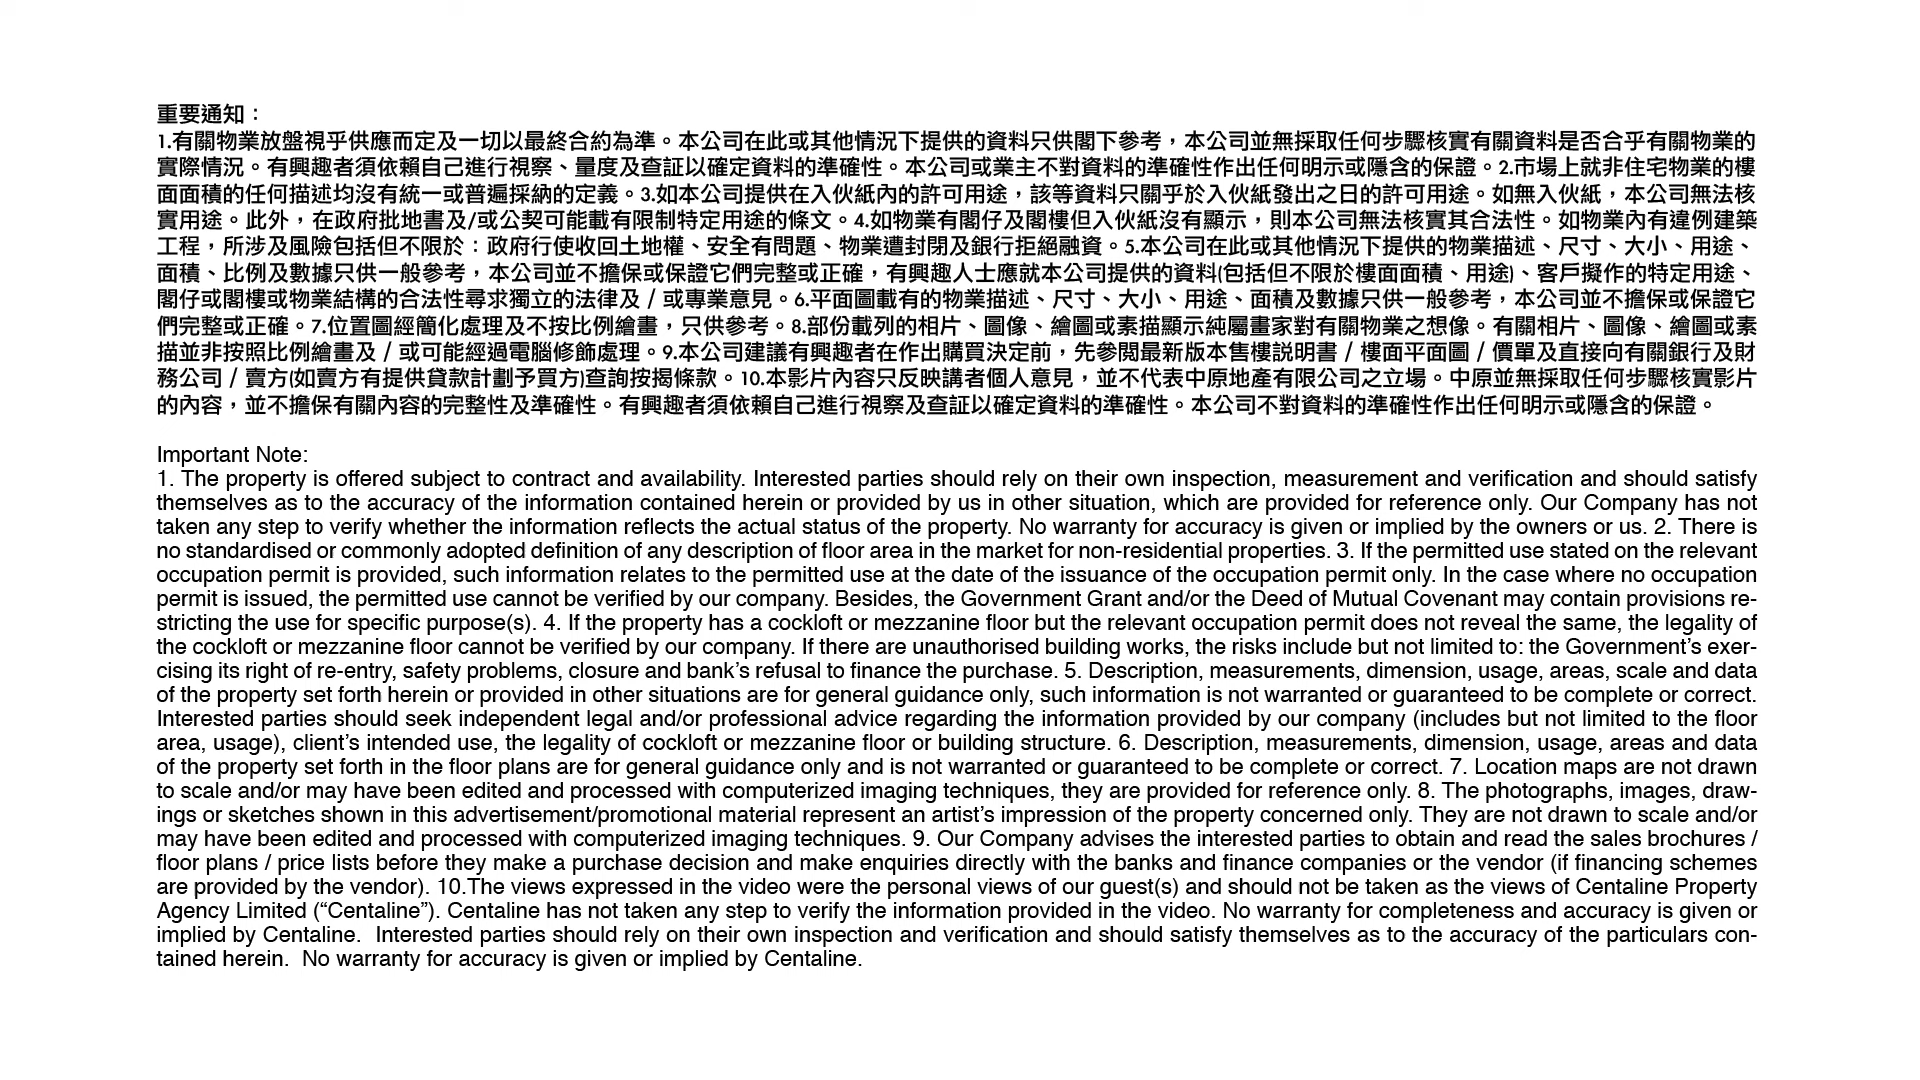 重要通知：
1.有關物業放盤視乎供應而定及一切以最終合約為準。本公司在此或其他情況下提供的資料只供閣下參考，本公司並無採取任何步驟核實有關資料是否合乎有關物業的
實際情況。有興趣者須依賴自己進行視察、量度及查証以確定資料的準確性。本公司或業主不對資料的準確性作出任何明示或隱含的保證。2.市場上就非住宅物業的樓
面面積的任何描述均沒有統一或普遍採納的定義。3.如本公司提供在入伙紙內的許可用途，該等資料只關乎於入伙紙發出之日的許可用途。如無入伙紙，本公司無法核
實用途。此外，在政府批地書及/或公契可能載有限制特定用途的條文。4.如物業有閣仔及閣樓但入伙紙沒有顯示，則本公司無法核實其合法性。如物業內有違例建築
工程，所涉及風險包括但不限於：政府行使收回土地權、安全有問題、物業遭封閉及銀行拒絕融資。5.本公司在此或其他情況下提供的物業描述、尺寸、大小、用途、
面積、比例及數據只供一般參考，本公司並不擔保或保證它們完整或正確，有興趣人士應就本公司提供的資料(包括但不限於樓面面積、用途)、客戶擬作的特定用途、
閣仔或閣樓或物業結構的合法性尋求獨立的法律及 / 或專業意見。6.平面圖載有的物業描述、尺寸、大小、用途、面積及數據只供一般參考，本公司並不擔保或保證它
們完整或正確。7.位置圖經簡化處理及不按比例繪畫，只供參考。8.部份載列的相片、圖像、繪圖或素描顯示純屬畫家對有關物業之想像。有關相片、圖像、繪圖或素
描並非按照比例繪畫及 / 或可能經過電腦修飾處理。9.本公司建議有興趣者在作出購買決定前，先參閱最新版本售樓説明書 / 樓面平面圖 / 價單及直接向有關銀行及財
務公司 / 賣方(如賣方有提供貸款計劃予買方)查詢按揭條款。10.本影片內容只反映講者個人意見，並不代表中原地產有限公司之立場。中原並無採取任何步驟核實影片
的內容，並不擔保有關內容的完整性及準確性。有興趣者須依賴自己進行視察及查証以確定資料的準確性。本公司不對資料的準確性作出任何明示或隱含的保證。
Important Note:
1. The property is offered subject to contract and availability. Interested parties should rely on their own inspection, measurement and verification and should satisfy
themselves as to the accuracy of the information contained herein or provided by us in other situation, which are provided for reference only. Our Company has not
taken any step to verify whether the information reflects the actual status of the property. No warranty for accuracy is given or implied by the owners or us. 2. There is
no standardised or commonly adopted definition of any description of floor area in the market for non-residential properties. 3. If the permitted use stated on the relevant
occupation permit is provided, such information relates to the permitted use at the date of the issuance of the occupation permit only. In the case where no occupation
permit is issued, the permitted use cannot be verified by our company. Besides, the Government Grant and/or the Deed of Mutual Covenant may contain provisions re-
stricting the use for specific purpose(s). 4. If the property has a cockloft or mezzanine floor but the relevant occupation permit does not reveal the same, the legality of
the cockloft or mezzanine floor cannot be verified by our company. If there are unauthorised building works, the risks include but not limited to: the Government’s exer-
cising its right of re-entry, safety problems, closure and bank’s refusal to finance the purchase. 5. Description, measurements, dimension, usage, areas, scale and data
of the property set forth herein or provided in other situations are for general guidance only, such information is not warranted or guaranteed to be complete or correct.
Interested parties should seek independent legal and/or professional advice regarding the information provided by our company (includes but not limited to the floor
area, usage), client’s intended use, the legality of cockloft or mezzanine floor or building structure. 6. Description, measurements, dimension, usage, areas and data
of the property set forth in the floor plans are for general guidance only and is not warranted or guaranteed to be complete or correct. 7. Location maps are not drawn
to scale and/or may have been edited and processed with computerized imaging techniques, they are provided for reference only. 8. The photographs, images, draw-
ings or sketches shown in this advertisement/promotional material represent an artist’s impression of the property concerned only. They are not drawn to scale and/or
may have been edited and processed with computerized imaging techniques. 9. Our Company advises the interested parties to obtain and read the sales brochures /
floor plans / price lists before they make a purchase decision and make enquiries directly with the banks and finance companies or the vendor (if financing schemes
are provided by the vendor). 10.The views expressed in the video were the personal views of our guest(s) and should not be taken as the views of Centaline Property
Agency Limited (“Centaline”). Centaline has not taken any step to verify the information provided in the video. No warranty for completeness and accuracy is given or
implied by Centaline.  Interested parties should rely on their own inspection and verification and should satisfy themselves as to the accuracy of the particulars con-
tained herein.  No warranty for accuracy is given or implied by Centaline.